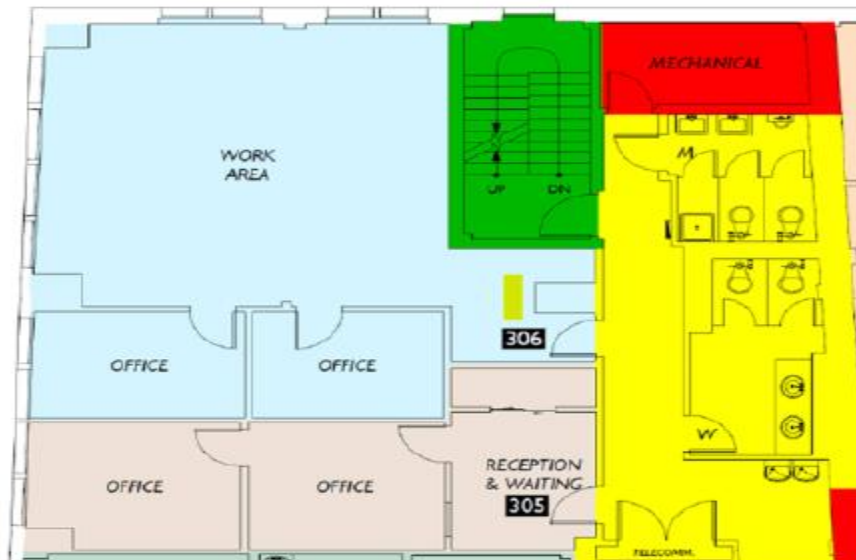 MECHANICAL
WORK
AREA
M
UP DN
306
OFFICE OFFICE
W
OFFICE OFFICE
RECEPTION
& WAITING
305
TELECOMM.